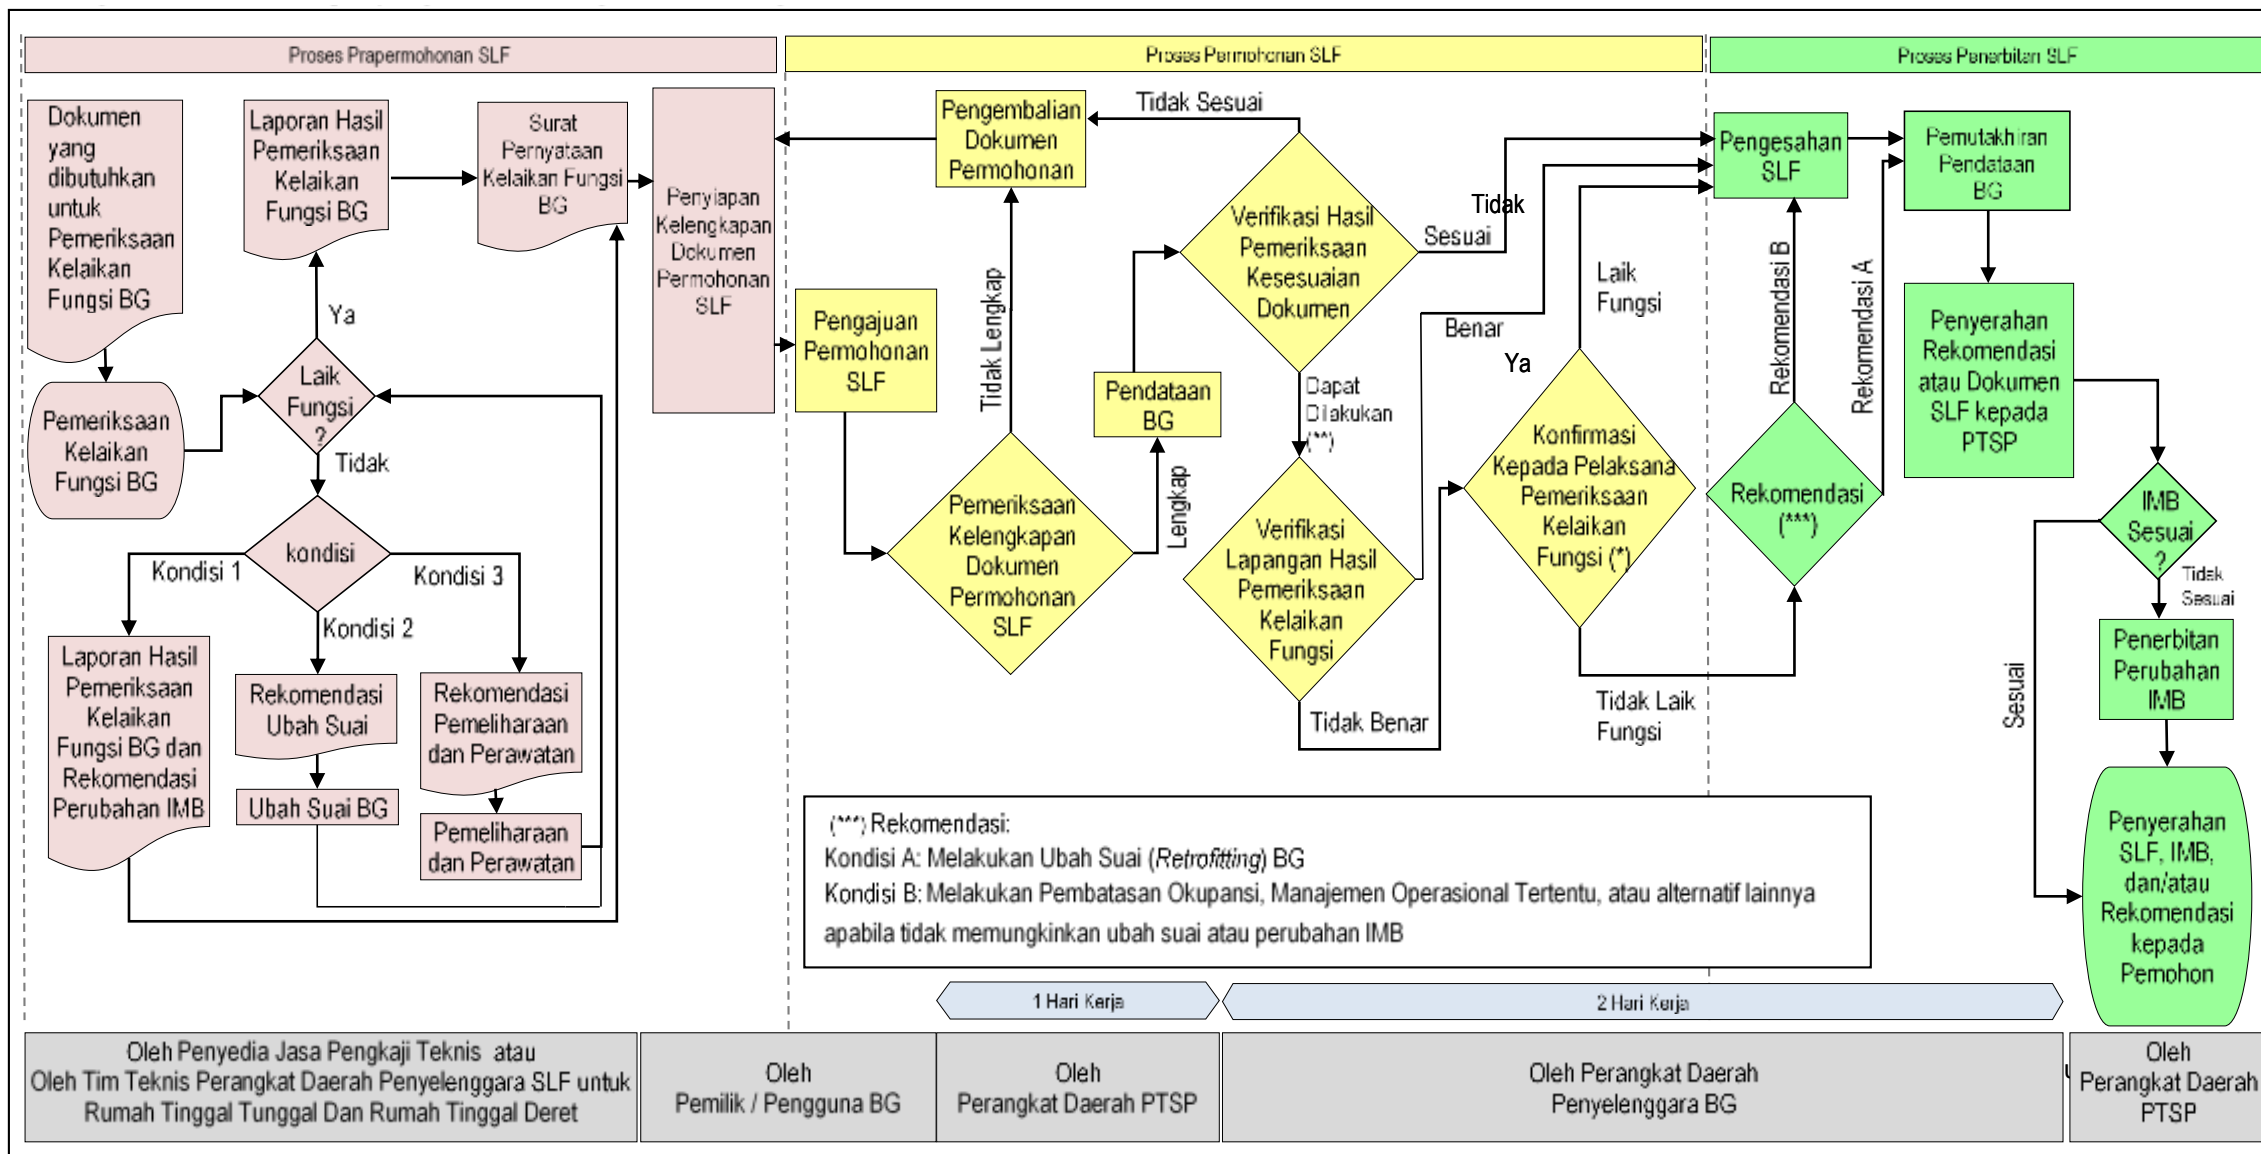 Proses Prapermohonan SLF
Proses Permohonan SLF
Proses Penerbitan SLF
Dokumen
yang
dibutuhkan
untuk
Pemeriksaan
Kelaikan
Fungsi BG
Laporan Hasil
Pemeriksaan
Kelaikan
Fungsi BG
Surat
Pernyataan
Kelaikan Fungsi
BG
Penyiapan
Kelengkapan
Dokumen
Permohonan
SLF
Ya
Laik
Fungsi
?
Pemeriksaan
Kelaikan
Fungsi BG
Tidak
kondisi
Kondisi 1
Kondisi 3
Kondisi 2
Laporan Hasil
Pemeriksaan
Kelaikan
Fungsi BG dan
Rekomendasi
Perubahan IMB
Rekomendasi
Ubah Suai
Ubah Suai BG
Rekomendasi
Pemeliharaan
dan Perawatan
Pemeliharaan
dan Perawatan
Pengembalian
Dokumen
Permohonan
Tidak Sesuai
Pengajuan
Permohonan
SLF
Tidak Lengkap
Pendataan
BG
Lengkap
Pemeriksaan
Kelengkapan
Dokumen
Permohonan
SLF
Verifikasi Hasil
Pemeriksaan
Kesesuaian
Dokumen
Tidak
Sesuai
Dapat
Dilakukan
(**)
Benar
Verifikasi
Lapangan Hasil
Pemeriksaan
Kelaikan
Fungsi
Tidak Benar
Laik
Fungsi
Ya
Konfirmasi
Kepada Pelaksana
Pemeriksaan
Kelaikan
Fungsi (*)
Tidak Laik
Fungsi
Pengesahan
SLF
Rekomendasi B
Rekomendasi A
Rekomendasi
(***)
Pemutakhiran
Pendataan
BG
Penyerahan
Rekomendasi
atau Dokumen
SLF kepada
PTSP
IMB
Sesuai
?
Tidak
Sesuai
Sesuai
Penerbitan
Perubahan
IMB
Penyerahan
SLF, IMB,
dan/atau
Rekomendasi
kepada
Pemohon
(***) Rekomendasi:
Kondisi A: Melakukan Ubah Suai (Retrofitting) BG
Kondisi B: Melakukan Pembatasan Okupansi, Manajemen Operasional Tertentu, atau alternatif lainnya
apabila tidak memungkinkan ubah suai atau perubahan IMB
1 Hari Kerja
2 Hari Kerja
Oleh Penyedia Jasa Pengkaji Teknis atau
Oleh Tim Teknis Perangkat Daerah Penyelenggara SLF untuk
Rumah Tinggal Tunggal Dan Rumah Tinggal Deret
Oleh
Pemilik / Pengguna BG
Oleh
Perangkat Daerah PTSP
Oleh Perangkat Daerah
Penyelenggara BG
Oleh
Perangkat Daerah
PTSP